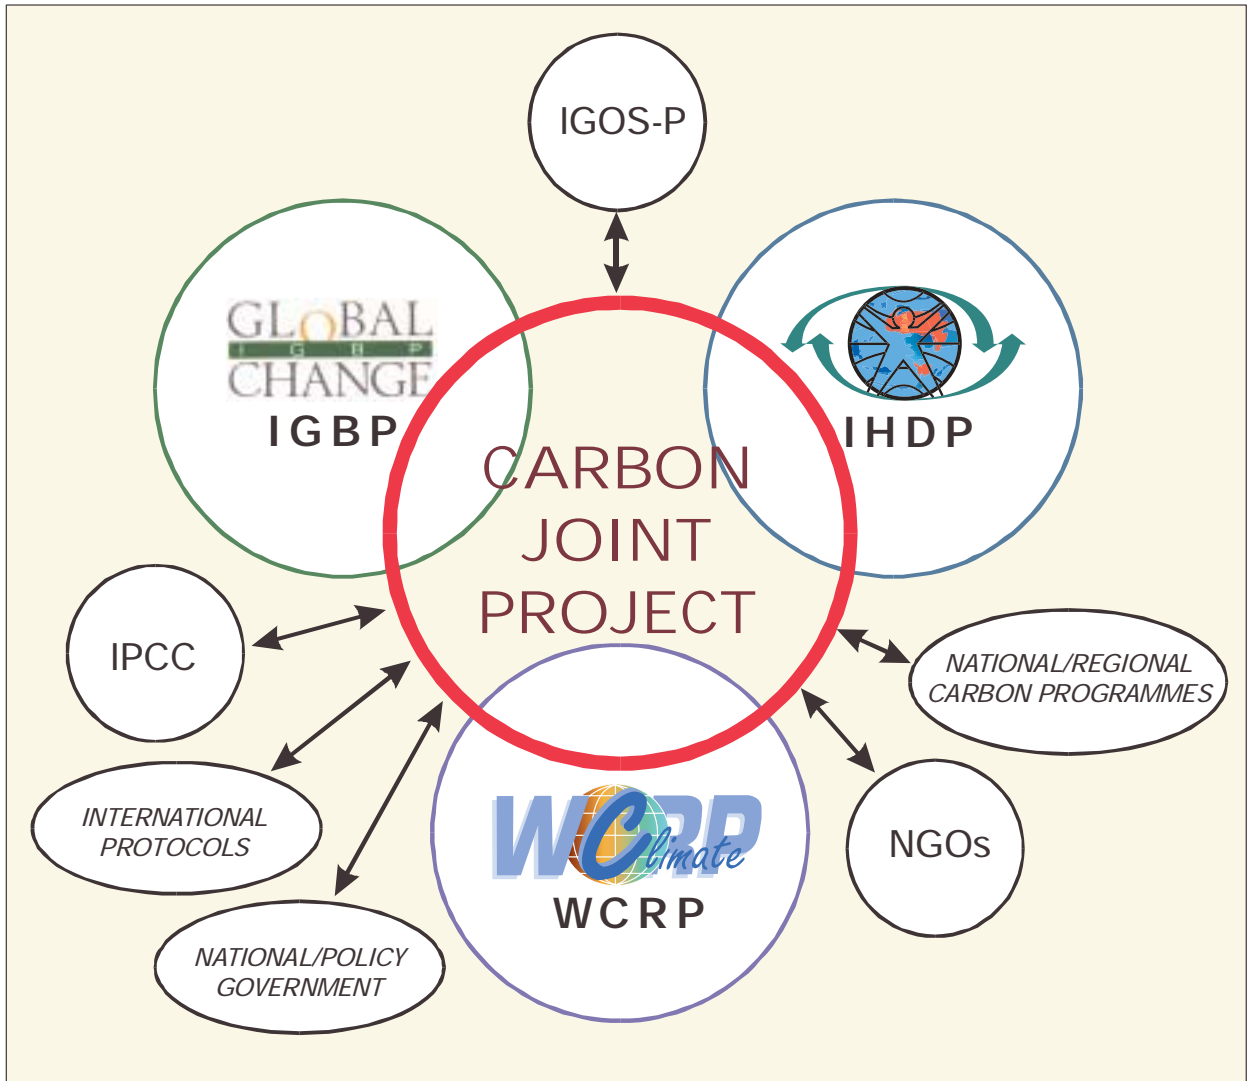 IGOS-P
GLOBAL
I G B P
CHANGE
IGBP
IHDP
CARBON
JOINT
PROJECT
IPCC
NATIONAL/REGIONAL
CARBON PROGRAMMES
INTERNATIONAL
PROTOCOLS
WCRP
Climate
WCRP
NGOs
NATIONAL/POLICY
GOVERNMENT